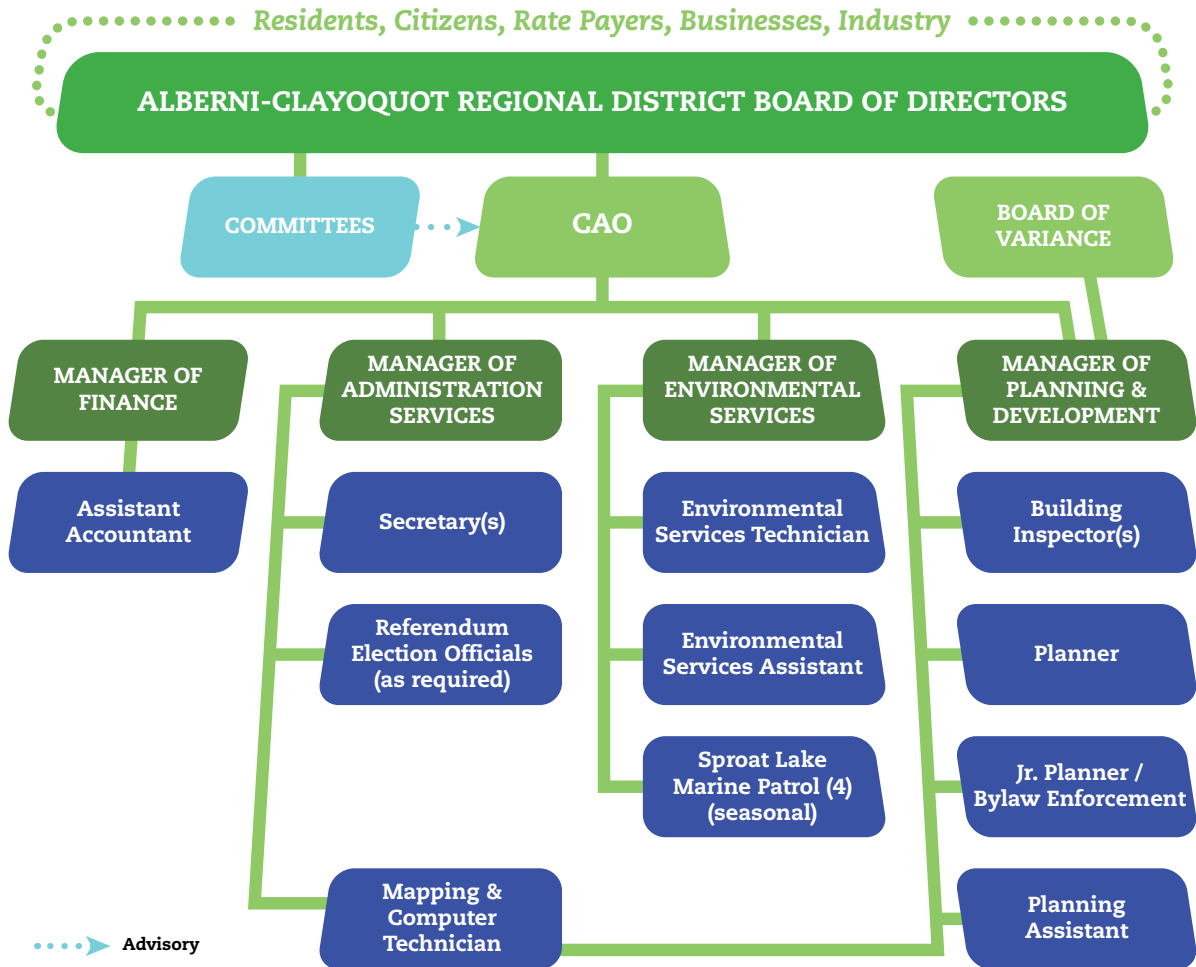 Residents, Citizens, Rate Payers, Businesses, Industry
ALBERNI-CLAYOQUOT REGIONAL DISTRICT BOARD OF DIRECTORS
COMMITTEES
CAO
BOARD OF
VARIANCE
MANAGER OF
FINANCE
MANAGER OF
ADMINISTRATION
SERVICES
MANAGER OF
ENVIRONMENTAL
SERVICES
MANAGER OF
PLANNING &
DEVELOPMENT
Assistant
Accountant
Secretary(s)
Environmental
Services Technician
Building
Inspector(s)
Referendum
Election Officials
(as required)
Environmental
Services Assistant
Planner
Sproat Lake
Marine Patrol (4)
(seasonal)
Jr. Planner /
Bylaw Enforcement
Mapping &
Computer
Technician
Planning
Assistant
Advisory